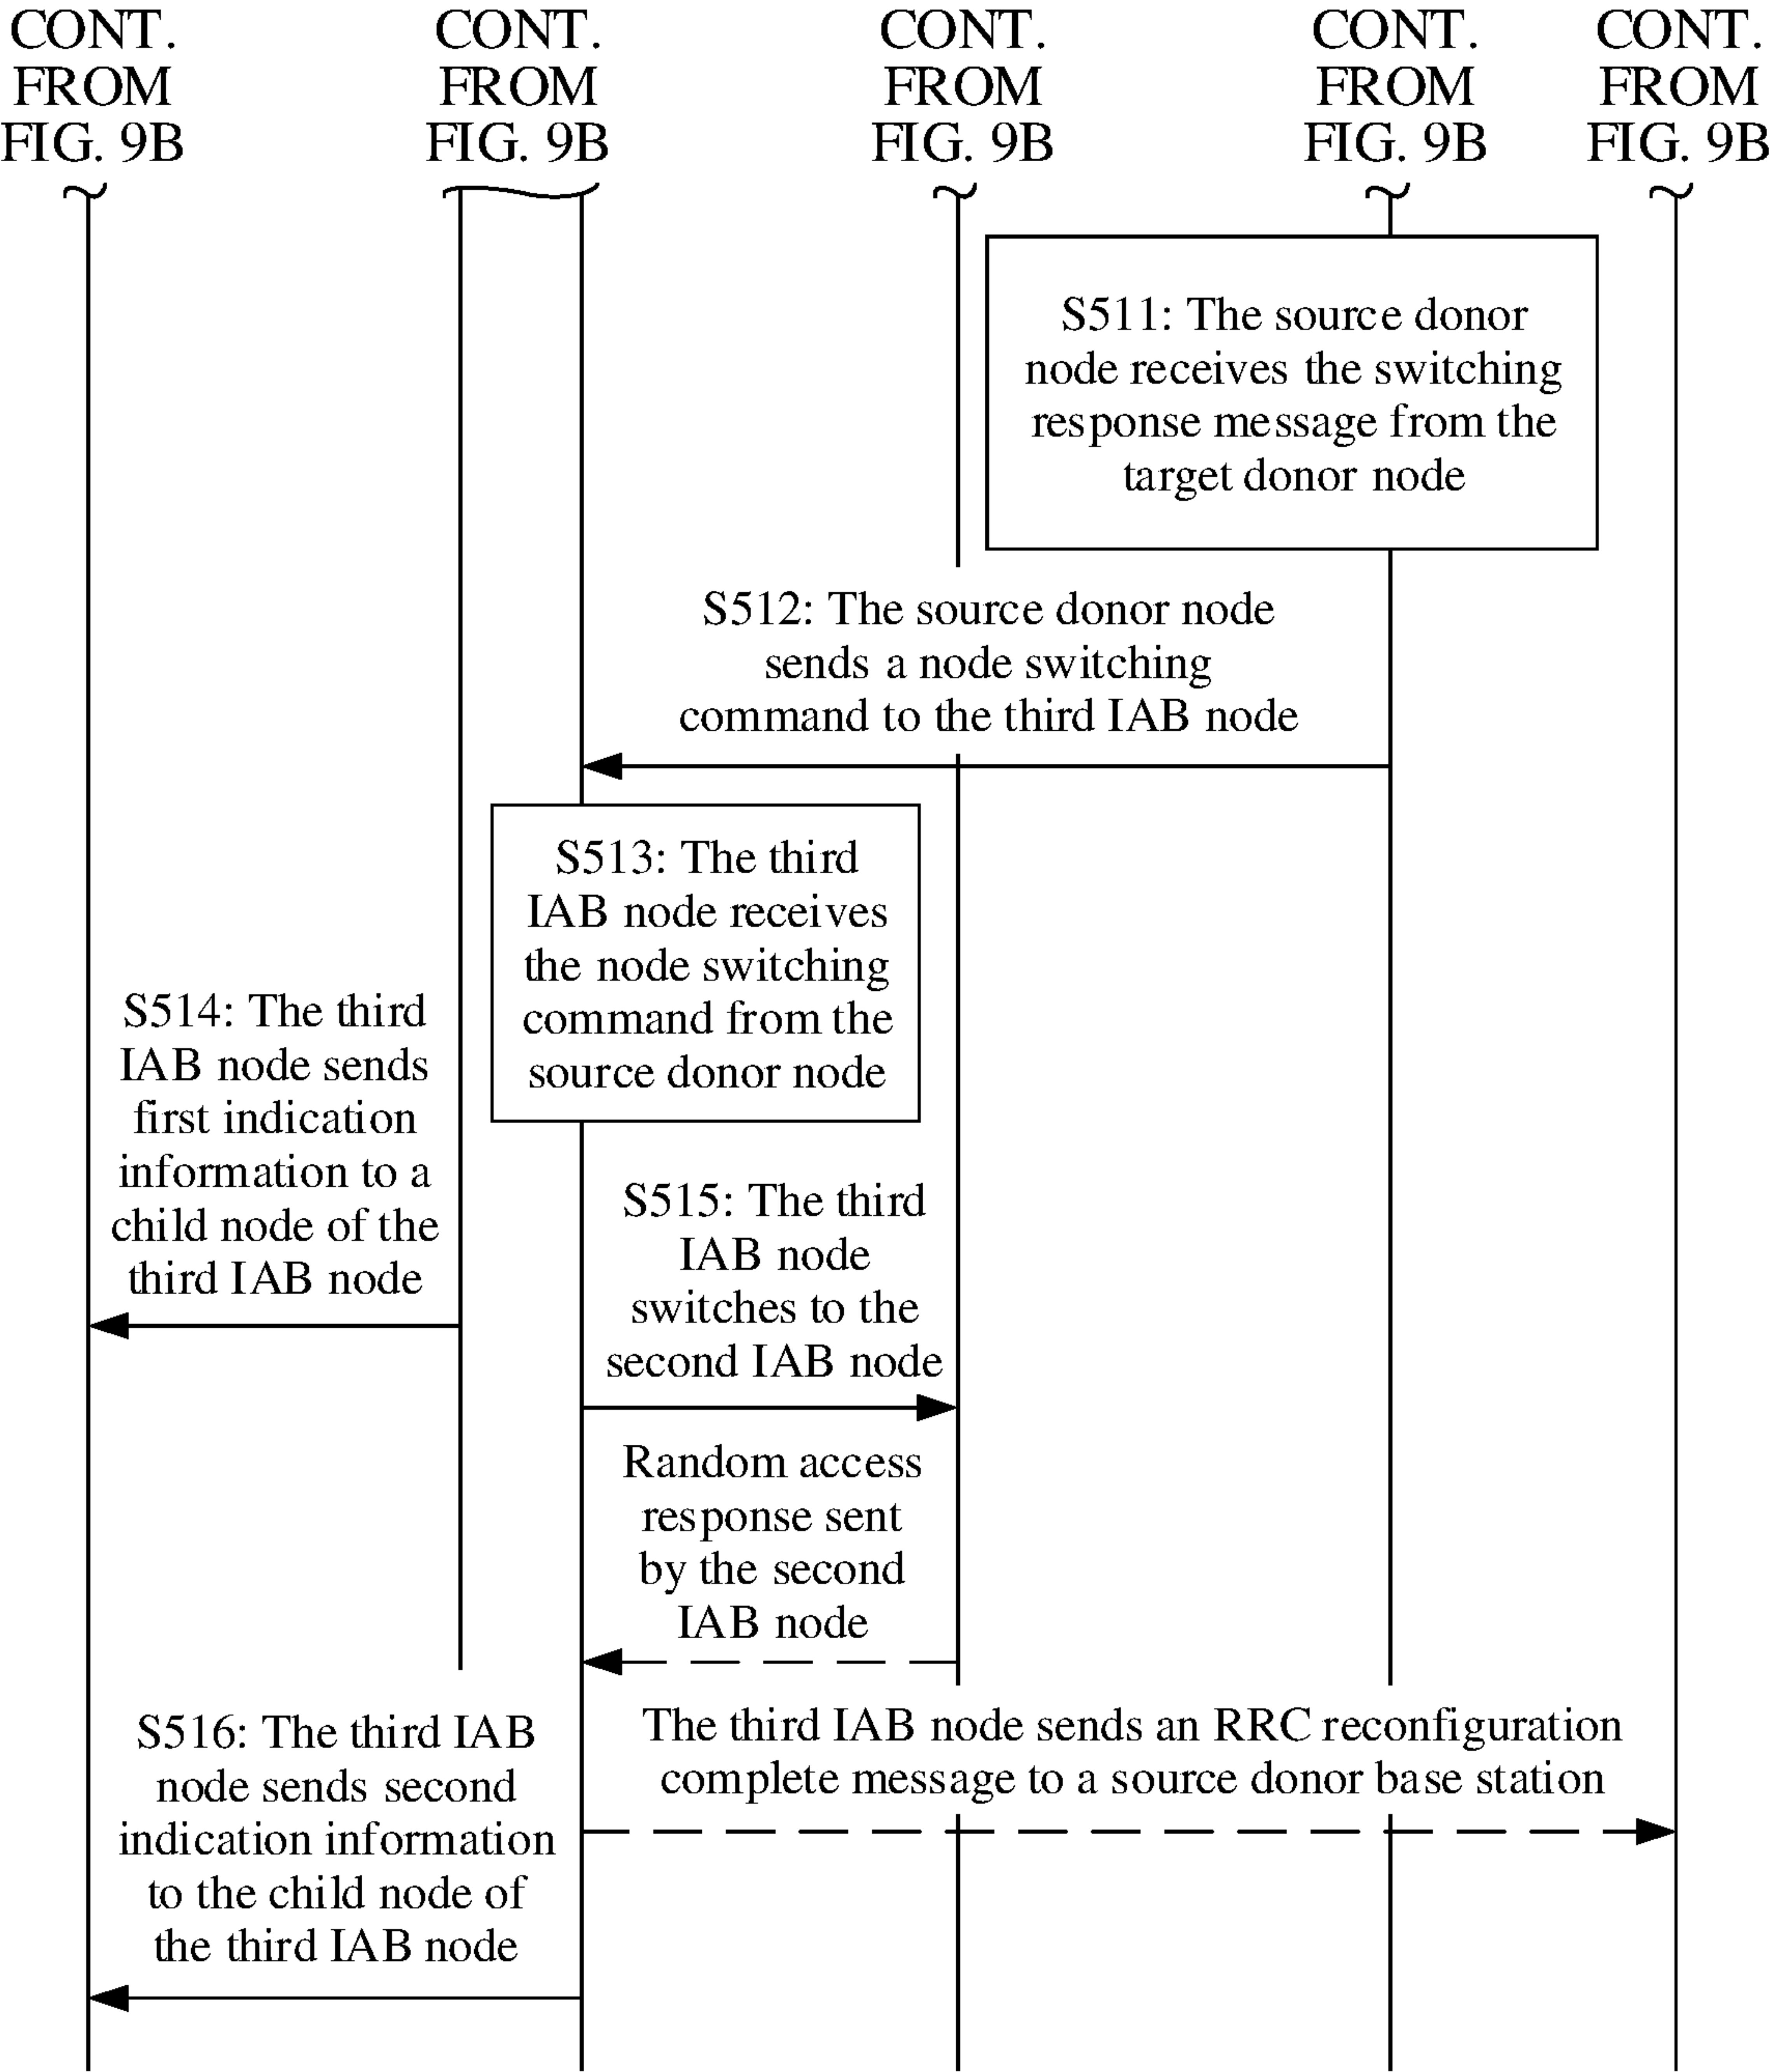 CONT.
FROM
FIG. 9B
CONT.
FROM
FIG. 9B
CONT.
FROM
FIG. 9B
CONT.
FROM
FIG. 9B
CONT.
FROM
FIG. 9B
S511: The source donor
node receives the switching
response message from the
target donor node
S512: The source donor node
sends a node switching
command to the third IAB node
S513: The third
IAB node receives
the node switching
command from the
source donor node
S514: The third
IAB node sends
first indication
information to a
child node of the
third IAB node
S515: The third
IAB node
switches to the
second IAB node
Random access
response sent
by the second
IAB node
The third IAB node sends an RRC reconfiguration
complete message to a source donor base station
S516: The third IAB
node sends second
indication information
to the child node of
the third IAB node